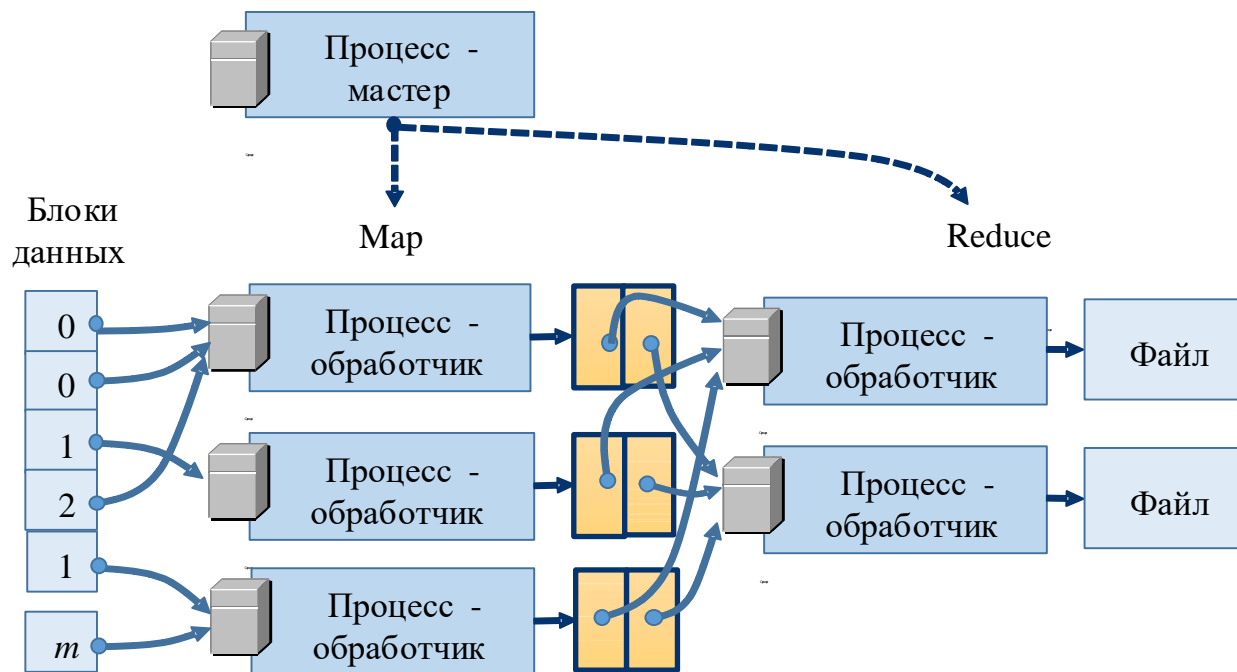 Процесс -
мастер
Блоки
данных
Map
Reduce
0
0
1
2
1
m
Процесс -
обработчик
Процесс -
обработчик
Процесс -
обработчик
Процесс -
обработчик
Файл
Процесс -
обработчик
Файл